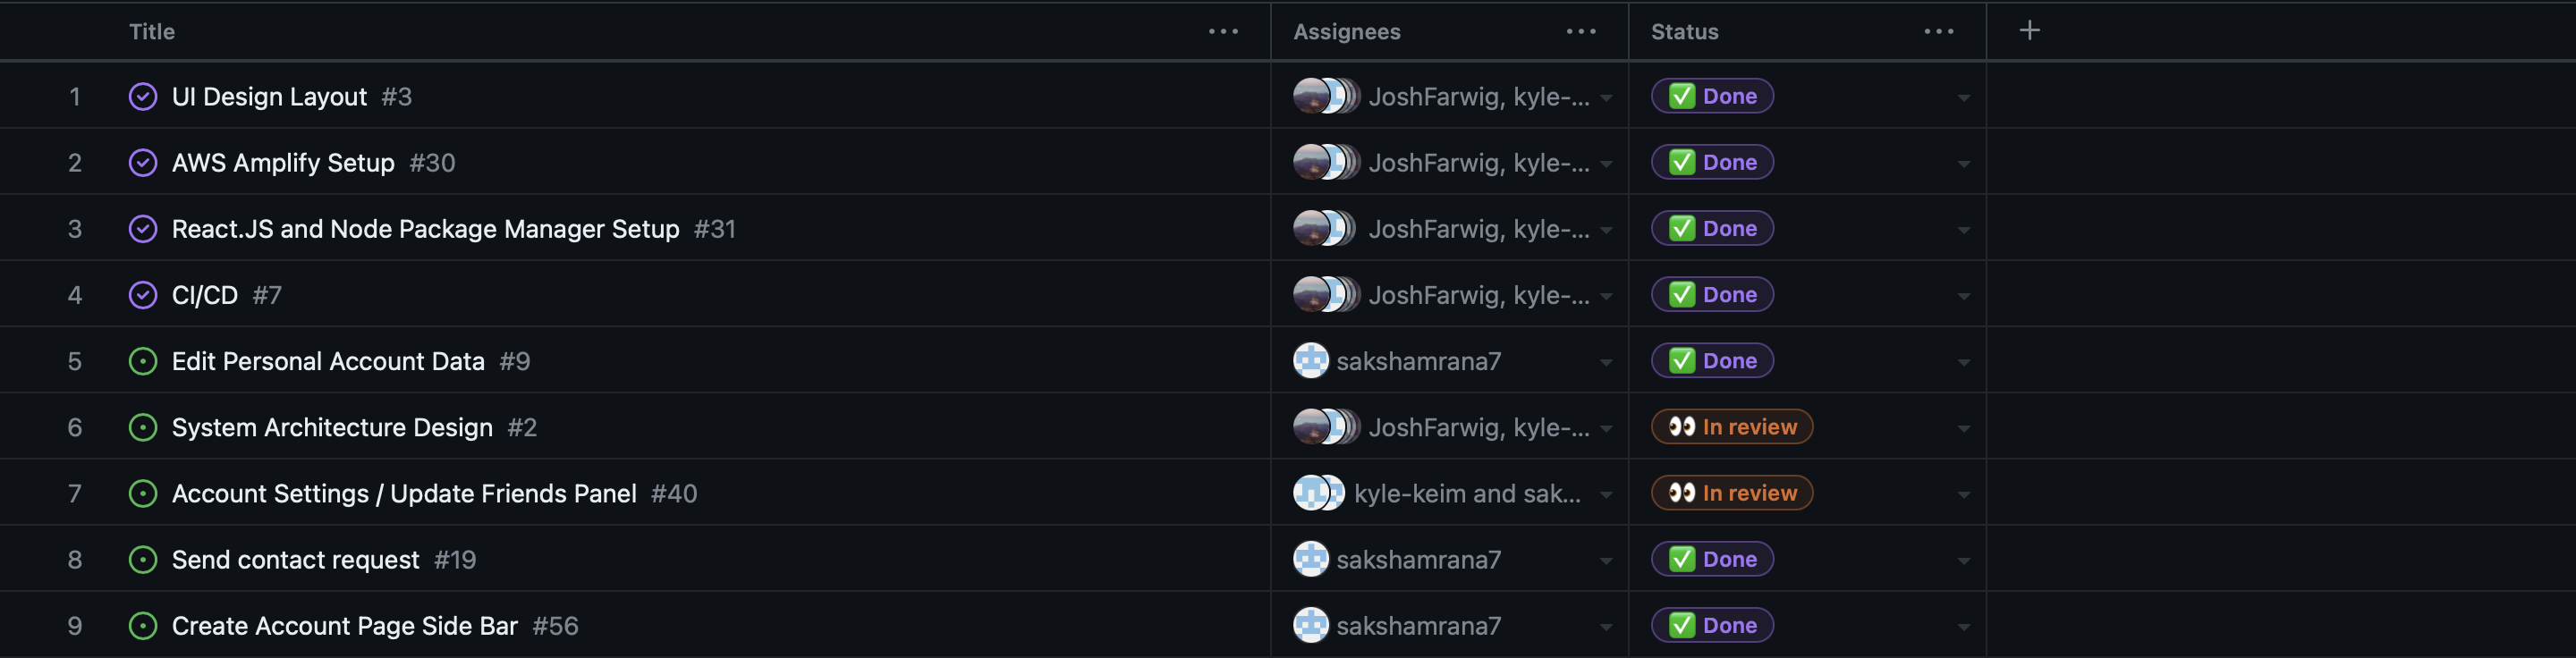 Title ... Assignees ... Status ... +
1 UI Design Layout #3 JoshFarwig, kyle-... Done
2 AWS Amplify Setup #30 JoshFarwig, kyle-... Done
3 React.JS and Node Package Manager Setup #31 JoshFarwig, kyle-... Done
4 CI/CD #7 JoshFarwig, kyle-... Done
5 Edit Personal Account Data #9 sakshamrana7 Done
6 System Architecture Design #2 JoshFarwig, kyle-... In review
7 Account Settings / Update Friends Panel #40 kyle-keim and sak... In review
8 Send contact request #19 sakshamrana7 Done
9 Create Account Page Side Bar #56 sakshamrana7 Done